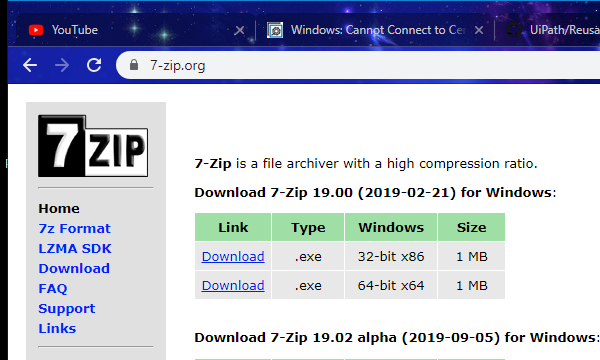 YouTube
Windows: Cannot Connect to Cer
UiPath/Reusa
7-zip.org
7ZIP
Home
7z Format
LZMA SDK
Download
FAQ
Support
Links
7-Zip is a file archiver with a high compression ratio.
Download 7-Zip 19.00 (2019-02-21) for Windows:
Link Type Windows Size
Download .exe 32-bit x86 1 MB
Download .exe 64-bit x64 1 MB
Download 7-Zip 19.02 alpha (2019-09-05) for Windows: